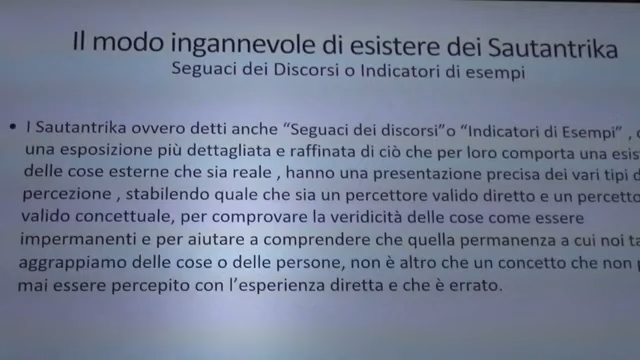 Il modo ingannevole di esistere dei Sautantrika
Seguaci dei Discorsi o Indicatori di esempi
• I Sautantrika ovvero detti anche “Seguaci dei discorsi”o “Indicatori di Esempi” ,
una esposizione più dettagliata e raffinata di ciò che per loro comporta una
delle cose esterne che sia reale , hanno una presentazione precisa dei vari tipi
percezione , stabilendo quale che sia un percettore valido diretto e un
valido concettuale, per comprovare la veridicità delle cose come essere
impermanenti e per aiutare a comprendere che quella permanenza a cui noi
aggrappiamo delle cose o delle persone, non è altro che un concetto che non
mai essere percepito con l’esperienza diretta e che è errato.